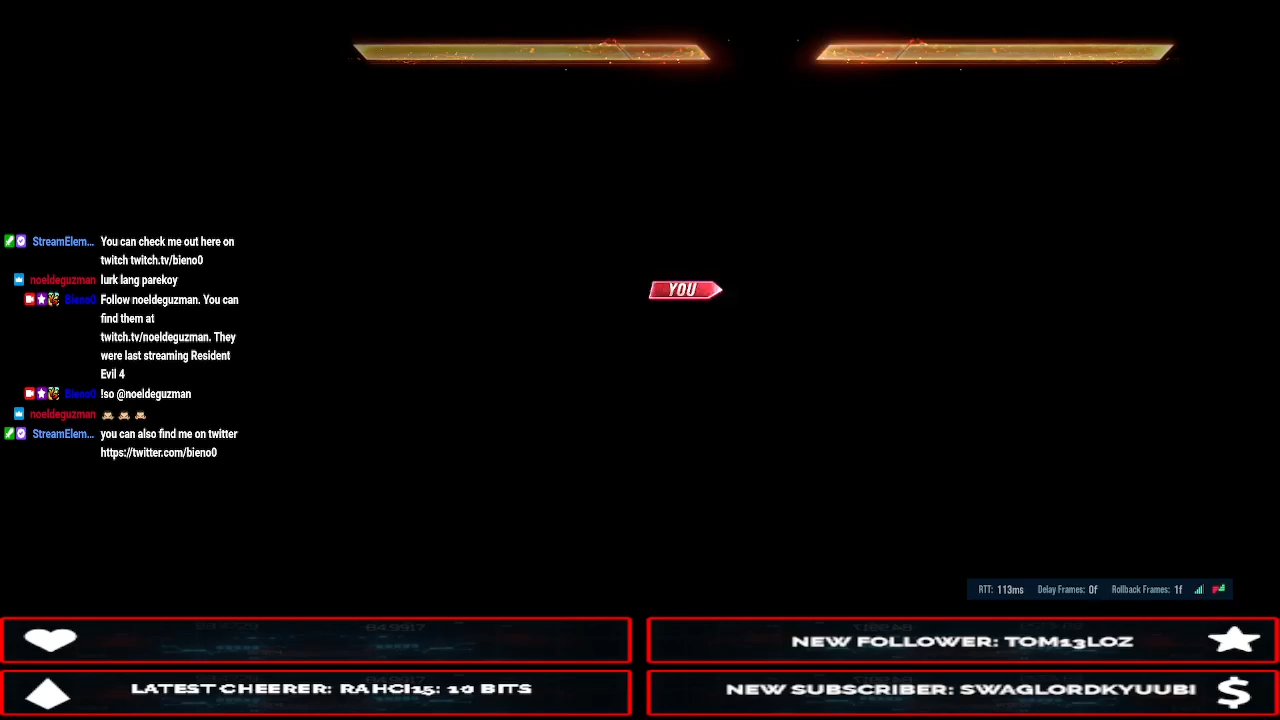 YOU
StreamElem... You can check me out here on
twitch twitch.tv/bieno0
noeldeguzman lurk lang parekoy
Bieno0 Follow noeldeguzman. You can
find them at
twitch.tv/noeldeguzman. They
were last streaming Resident
Evil 4
Bieno0 !so @noeldeguzman
noeldeguzman
StreamElem... you can also find me on twitter
https://twitter.com/bieno0
RTT: 113ms Delay Frames: 0f Rollback Frames: 1f
NEW FOLLOWER: TOM13LOZ
LATEST CHEERER: RAHCI15: 10 BITS
NEW SUBSCRIBER: SWAGLORDKYUUBI